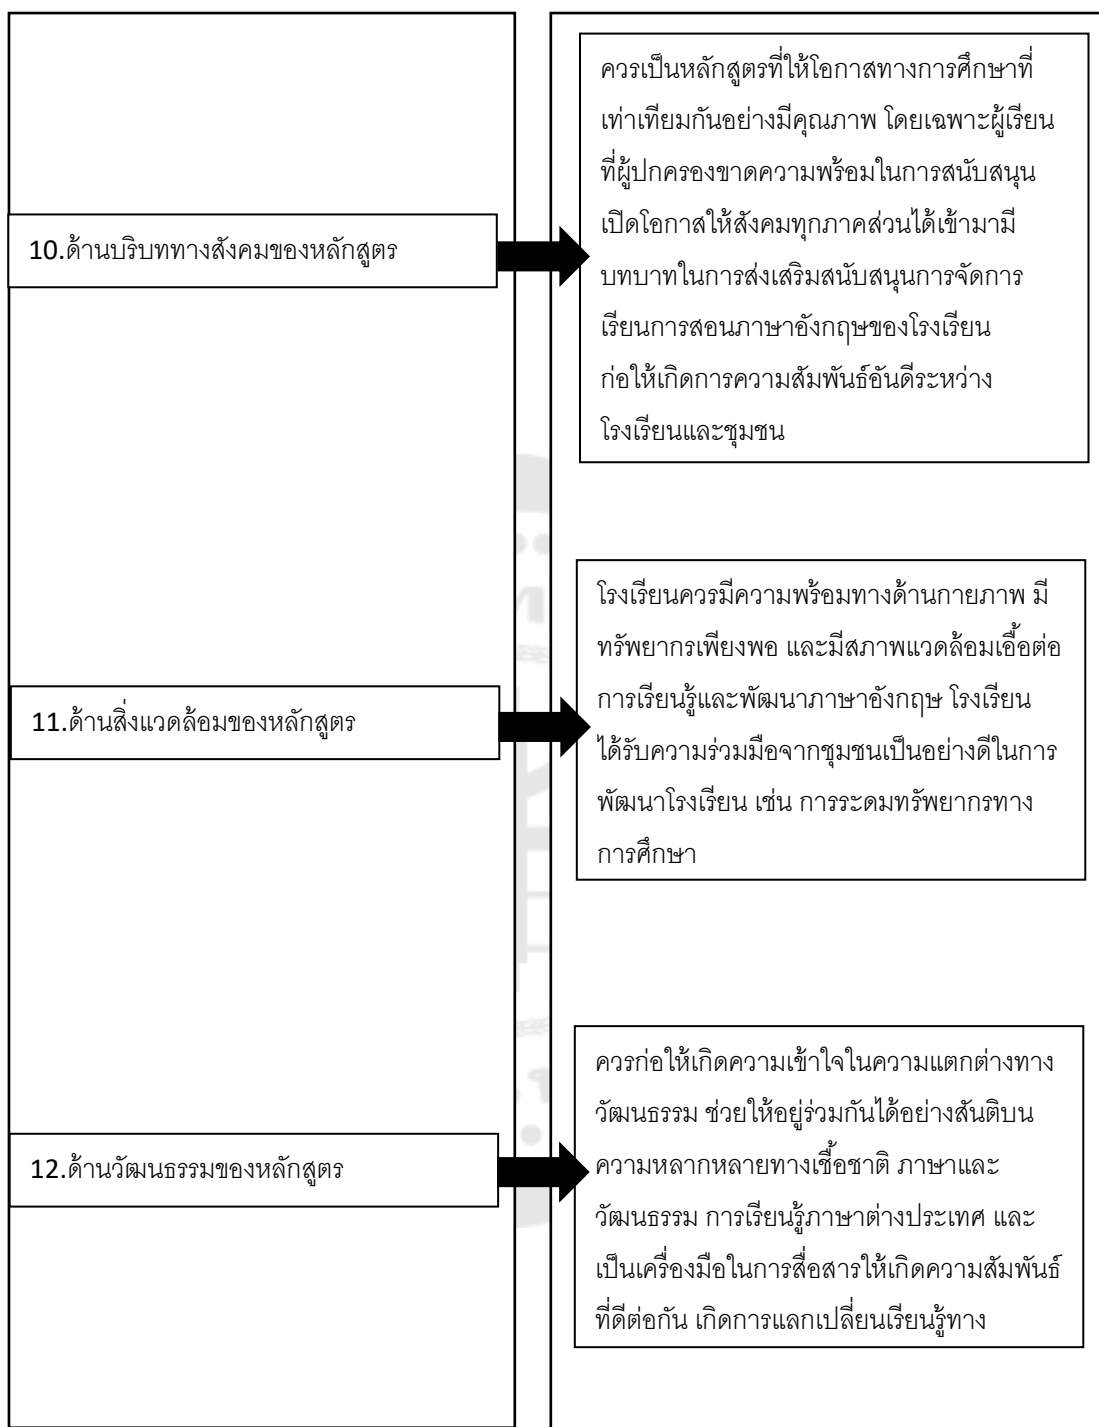 10.ด้านบริบททางสังคมของหลักสูตร
ควรเป็นหลักสูตรที่ให้โอกาสทางการศึกษาที่
เท่าเทียมกันอย่างมีคุณภาพ โดยเฉพาะผู้เรียน
ที่ผู้ปกครองขาดความพร้อมในการสนับสนุน
เปิดโอกาสให้สังคมทุกภาคส่วนได้เข้ามามี
บทบาทในการส่งเสริมสนับสนุนการจัดการ
เรียนการสอนภาษาอังกฤษของโรงเรียน
ก่อให้เกิดการความสัมพันธ์อันดีระหว่าง
โรงเรียนและชุมชน
11.ด้านสิ่งแวดล้อมของหลักสูตร
โรงเรียนควรมีความพร้อมทางด้านกายภาพ มี
ทรัพยากรเพียงพอ และมีสภาพแวดล้อมเอื้อต่อ
การเรียนรู้และพัฒนาภาษาอังกฤษ โรงเรียน
ได้รับความร่วมมือจากชุมชนเป็นอย่างดีในการ
พัฒนาโรงเรียน เช่น การระดมทรัพยากรทาง
การศึกษา
12.ด้านวัฒนธรรมของหลักสูตร
ควรก่อให้เกิดความเข้าใจในความแตกต่างทาง
วัฒนธรรม ช่วยให้อยู่ร่วมกันได้อย่างสันติบน
ความหลากหลายทางเชื้อชาติ ภาษาและ
วัฒนธรรม การเรียนรู้ภาษาต่างประเทศ และ
เป็นเครื่องมือในการสื่อสารให้เกิดความสัมพันธ์
ที่ดีต่อกัน เกิดการแลกเปลี่ยนเรียนรู้ทาง